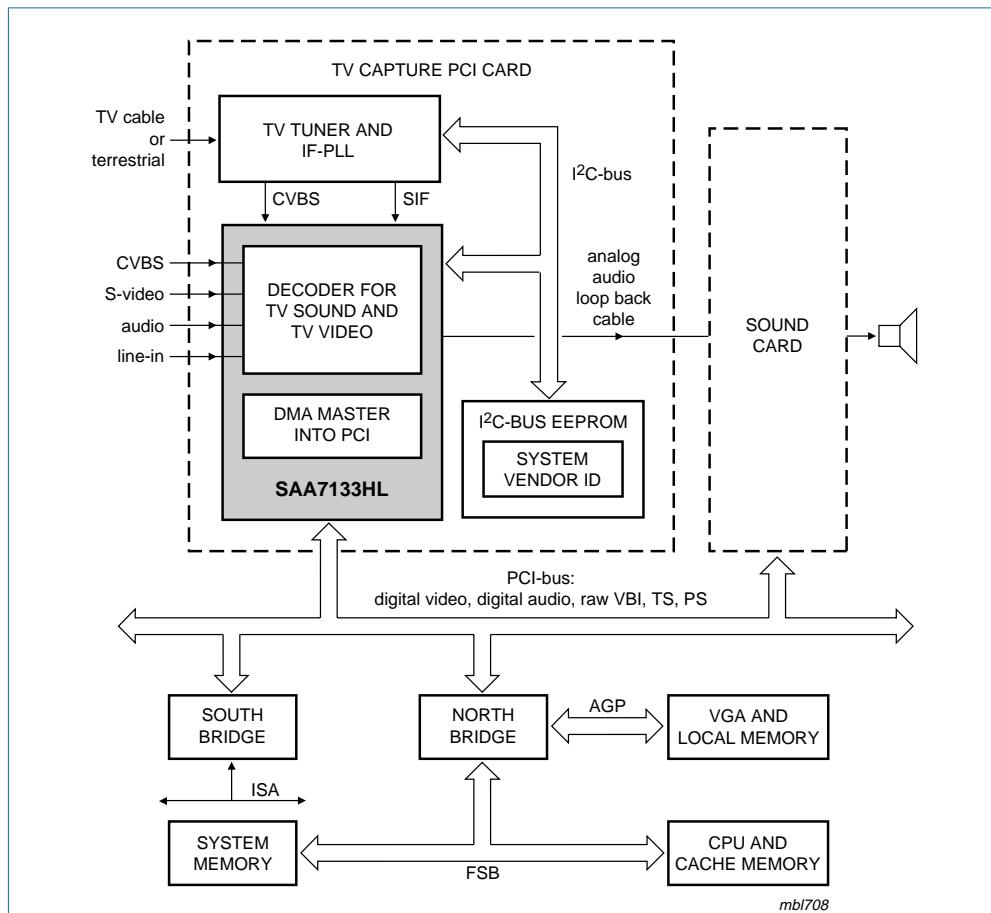 TV CAPTURE PCI CARD
TV cable
or
terrestrial
TV TUNER AND
IF-PLL
I2C-bus
CVBS
SIF
CVBS
S-video
audio
line-in
DECODER FOR
TV SOUND AND
TV VIDEO
analog
audio
loop back
cable
SOUND
CARD
DMA MASTER
INTO PCI
SAA7133HL
I2C-BUS EEPROM
SYSTEM
VENDOR ID
PCI-bus:
digital video, digital audio, raw VBI, TS, PS
SOUTH
BRIDGE
NORTH
BRIDGE
AGP
VGA AND
LOCAL MEMORY
ISA
SYSTEM
MEMORY
FSB
CPU AND
CACHE MEMORY
mbl708